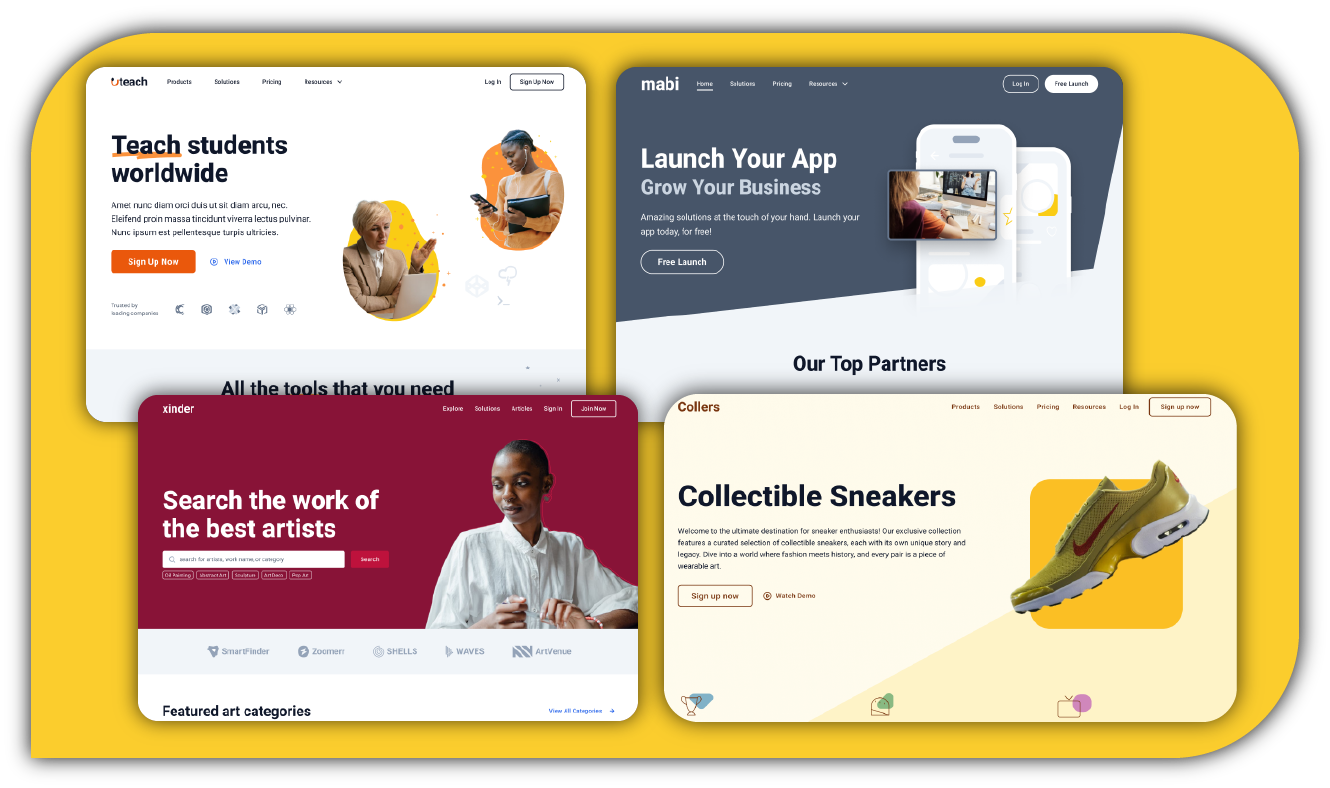 Uteach
Products Solutions Pricing Resources
Log In Sign Up Now
Teach students
worldwide
Amet nunc diam orci duis ut sit diam arcu, nec.
Eleifend proin massa tincidunt viverra lectus pulvinar.
Nunc ipsum est pellentesque turpis ultricies.
Sign Up Now View Demo
Trusted by
leading companies
All the tools that you need
mabi
Home Solutions Pricing Resources
Log In Free Launch
Launch Your App
Grow Your Business
Amazing solutions at the touch of your hand. Launch your
app today, for free!
Free Launch
Our Top Partners
xinder
Explore Solutions Articles Sign In Join Now
Search the work of
the best artists
search for artists, work name, or category
Search
Oil Painting Abstract Art Sculpture Art Deco Pop Art
SmartFinder Zoomerr SHELLS WAVES ArtVenue
Featured art categories
View All Categories
Collers
Products Solutions Pricing Resources Log In Sign up now
Collectible Sneakers
Welcome to the ultimate destination for sneaker enthusiasts! Our exclusive collection
features a curated selection of collectible sneakers, each with its own unique story and
legacy. Dive into a world where fashion meets history, and every pair is a piece of
wearable art.
Sign up now Watch Demo